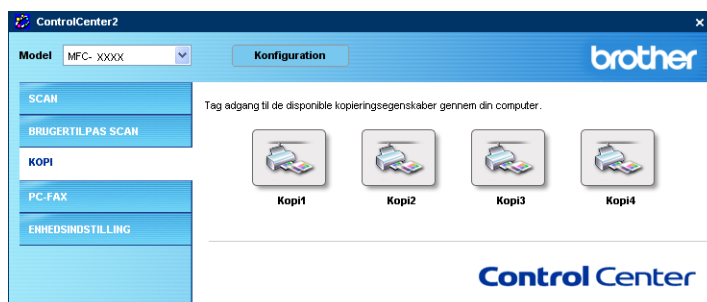 ControlCenter2
Model MFC- XXXX Konfiguration brother
SCAN
BRUGERTILPAS SCAN
KOPI
PC-FAX
ENHEDSINDSTILLING
Tag adgang til de disponible kopieringsegenskaber gennem din computer.
Kopi1 Kopi2 Kopi3 Kopi4
Control Center